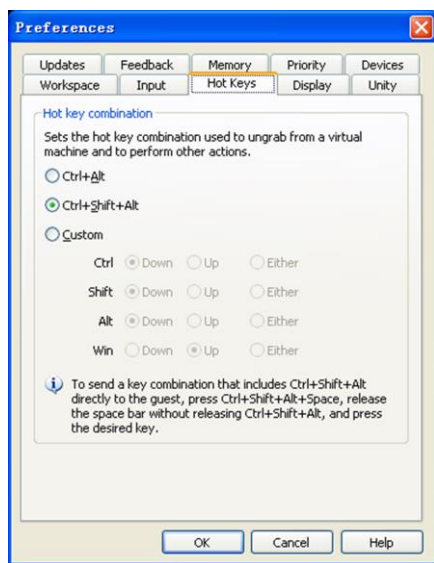 Preferences
Updates Feedback Memory Priority Devices
Workspace Input Hot Keys Display Unity
Hot key combination
Sets the hot key combination used to ungrab from a virtual
machine and to perform other actions.
Ctrl+Alt
Ctrl+Shift+Alt
Custom
Ctrl Down Up Either
Shift Down Up Either
Alt Down Up Either
Win Down Up Either
To send a key combination that includes Ctrl+Shift+Alt
directly to the guest, press Ctrl+Shift+Alt+Space, release
the space bar without releasing Ctrl+Shift+Alt, and press
the desired key.
OK Cancel Help